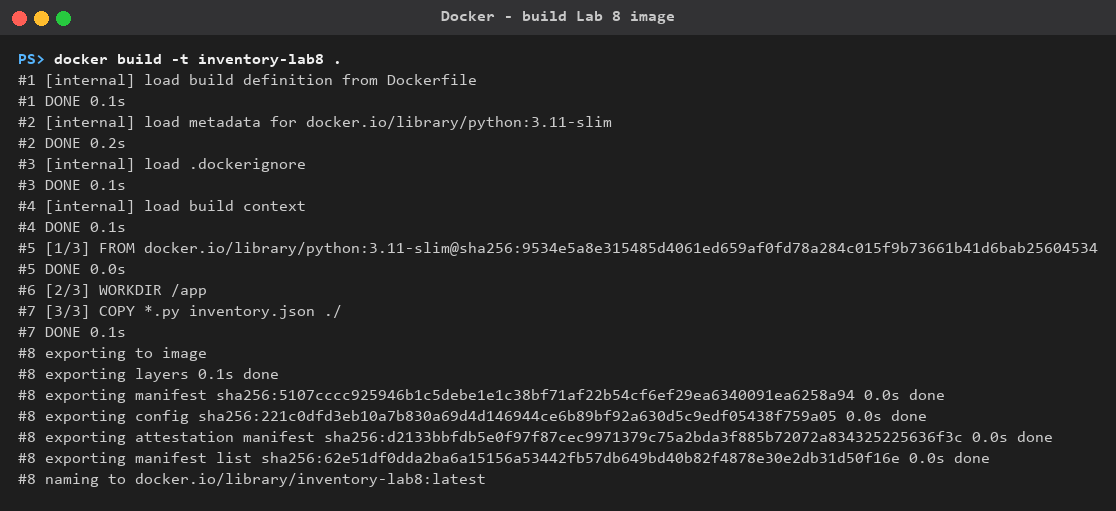 Docker - build Lab 8 image
PS> docker build -t inventory-lab8 .
#1 [internal] load build definition from Dockerfile
#1 DONE 0.1s
#2 [internal] load metadata for docker.io/library/python:3.11-slim
#2 DONE 0.2s
#3 [internal] load .dockerignore
#3 DONE 0.1s
#4 [internal] load build context
#4 DONE 0.1s
#5 [1/3] FROM docker.io/library/python:3.11-slim@sha256:9534e5a8e315485d4061ed659af0fd78a284c015f9b73661b41d6bab25604534
#5 DONE 0.0s
#6 [2/3] WORKDIR /app
#7 [3/3] COPY *.py inventory.json ./
#7 DONE 0.1s
#8 exporting to image
#8 exporting layers 0.1s done
#8 exporting manifest sha256:5107cccc925946b1c5debe1e1c38bf71af22b54cf6ef29ea6340091ea6258a94 0.0s done
#8 exporting config sha256:221c0dfd3eb10a7b830a69d4d146944ce6b89bf92a630d5c9edf05438f759a05 0.0s done
#8 exporting attestation manifest sha256:d2133bbfdb5e0f97f87cec9971379c75a2bda3f885b72072a834325225636f3c 0.0s done
#8 exporting manifest list sha256:62e51df0dda2ba6a15156a53442fb57db649bd40b82f4878e30e2db31d50f16e 0.0s done
#8 naming to docker.io/library/inventory-lab8:latest